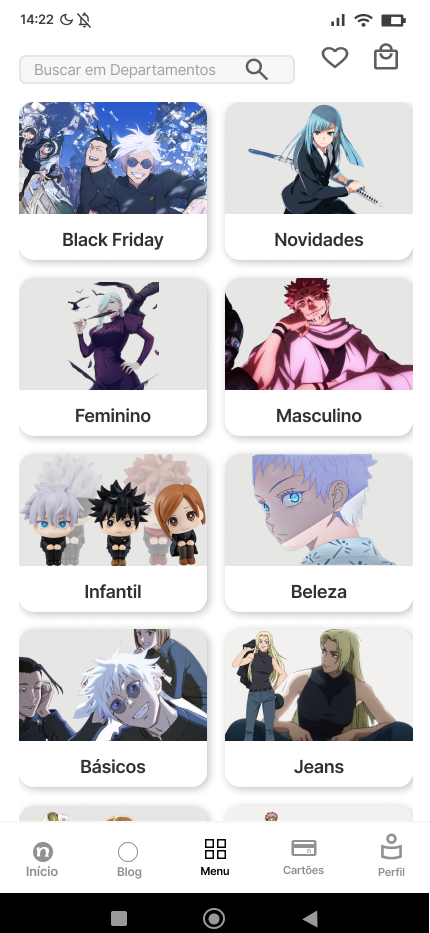 14:22
Buscar em Departamentos
Black Friday
Novidades
Feminino
Masculino
Infantil
Beleza
Básicos
Jeans
n
Início
Blog
Menu
Cartões
Perfil